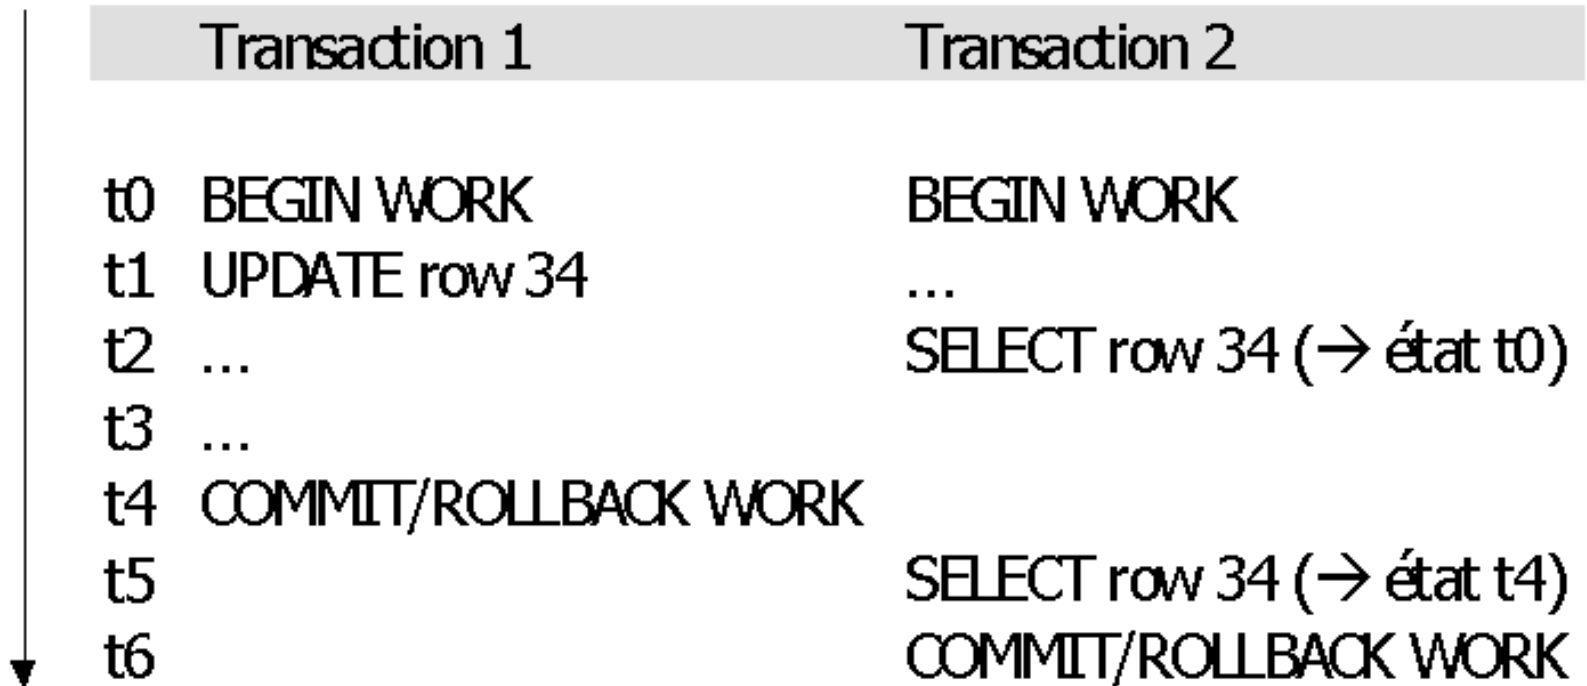 Transaction 1 Transaction 2
t0 BEGIN WORK BEGIN WORK
t1 UPDATE row 34 ...
t2 ... SELECT row 34 (→ état t0)
t3 ...
t4 COMMIT/ROLLBACK WORK
t5 SELECT row 34 (→ état t4)
t6 COMMIT/ROLLBACK WORK